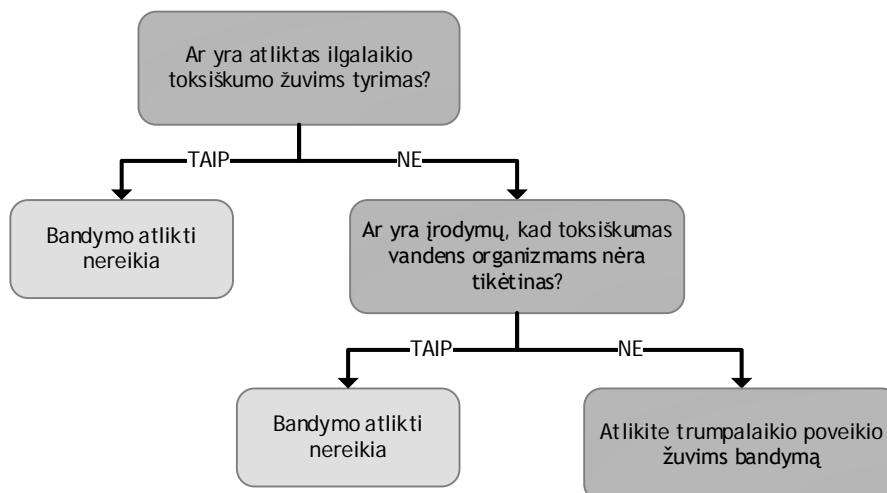 Ar yra atliktas ilgalaikio
toksiškumo žuvims tyrimas?
TAIP
NE
Bandymo atlikti
nereikia
Ar yra įrodymų, kad toksiškumas
vandens organizmams nėra
tikėtinas?
TAIP
NE
Bandymo atlikti
nereikia
Atlikite trumpalaikio poveikio
žuvims bandymą